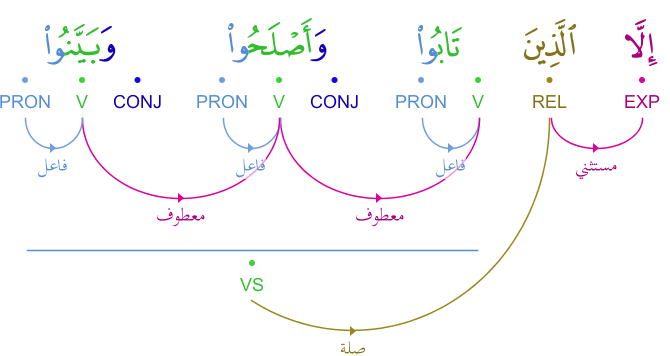 إِلَّا ٱلَّذِينَ تَابُوا۟ وَأَصْلَحُوا۟ وَبَيَّنُوا۟
EXP REL V PRON CONJ V PRON CONJ V PRON
مستثني فاعل فاعل فاعل
معطوف معطوف
VS
صلة